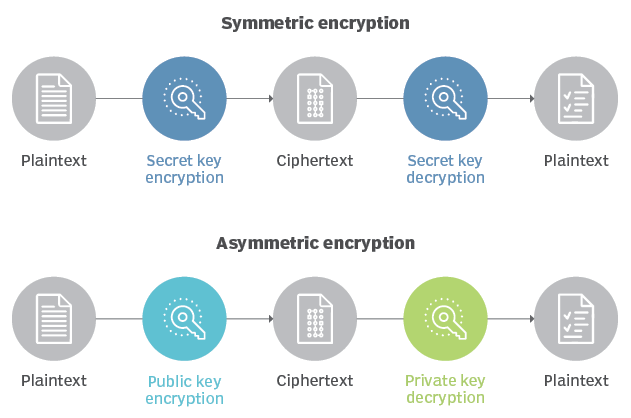 Symmetric encryption
Plaintext
Secret key
encryption
Ciphertext
Secret key
decryption
Plaintext
Asymmetric encryption
Plaintext
Public key
encryption
Ciphertext
Private key
decryption
Plaintext